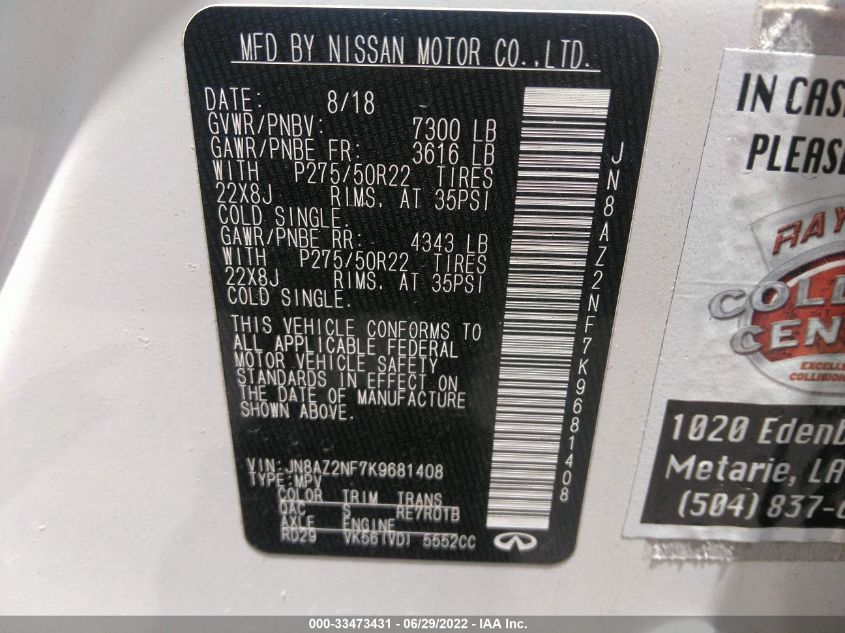 MFD BY NISSAN MOTOR CO.,LTD.
DATE: 8/18
GVWR/PNBV: 7300 LB
GAWR/PNBE FR: 3616 LB
WITH P275/50R22 TIRES
22X8J RIMS. AT 35PSI
COLD SINGLE.
GAWR/PNBE RR: 4343 LB
WITH P275/50R22 TIRES
22X8J RIMS. AT 35PSI
COLD SINGLE.
THIS VEHICLE CONFORMS TO
ALL APPLICABLE FEDERAL
MOTOR VEHICLE SAFETY
STANDARDS IN EFFECT ON
THE DATE OF MANUFACTURE
SHOWN ABOVE.
VIN: JN8AZ2NF7K9681408
TYPE: MPV
COLOR TRIM TRANS
QAC S RE7R01B
AXLE ENGINE
RD29 VK56(VD) 5552CC
JN8AZ2NF7K9681408
IN CAS
PLEASE
RAY
COL
CEN
EXCELL
COLLISION
1020 Edenb
Metarie, LA
(504) 837-
000-33473431 - 06/29/2022 - IAA Inc.